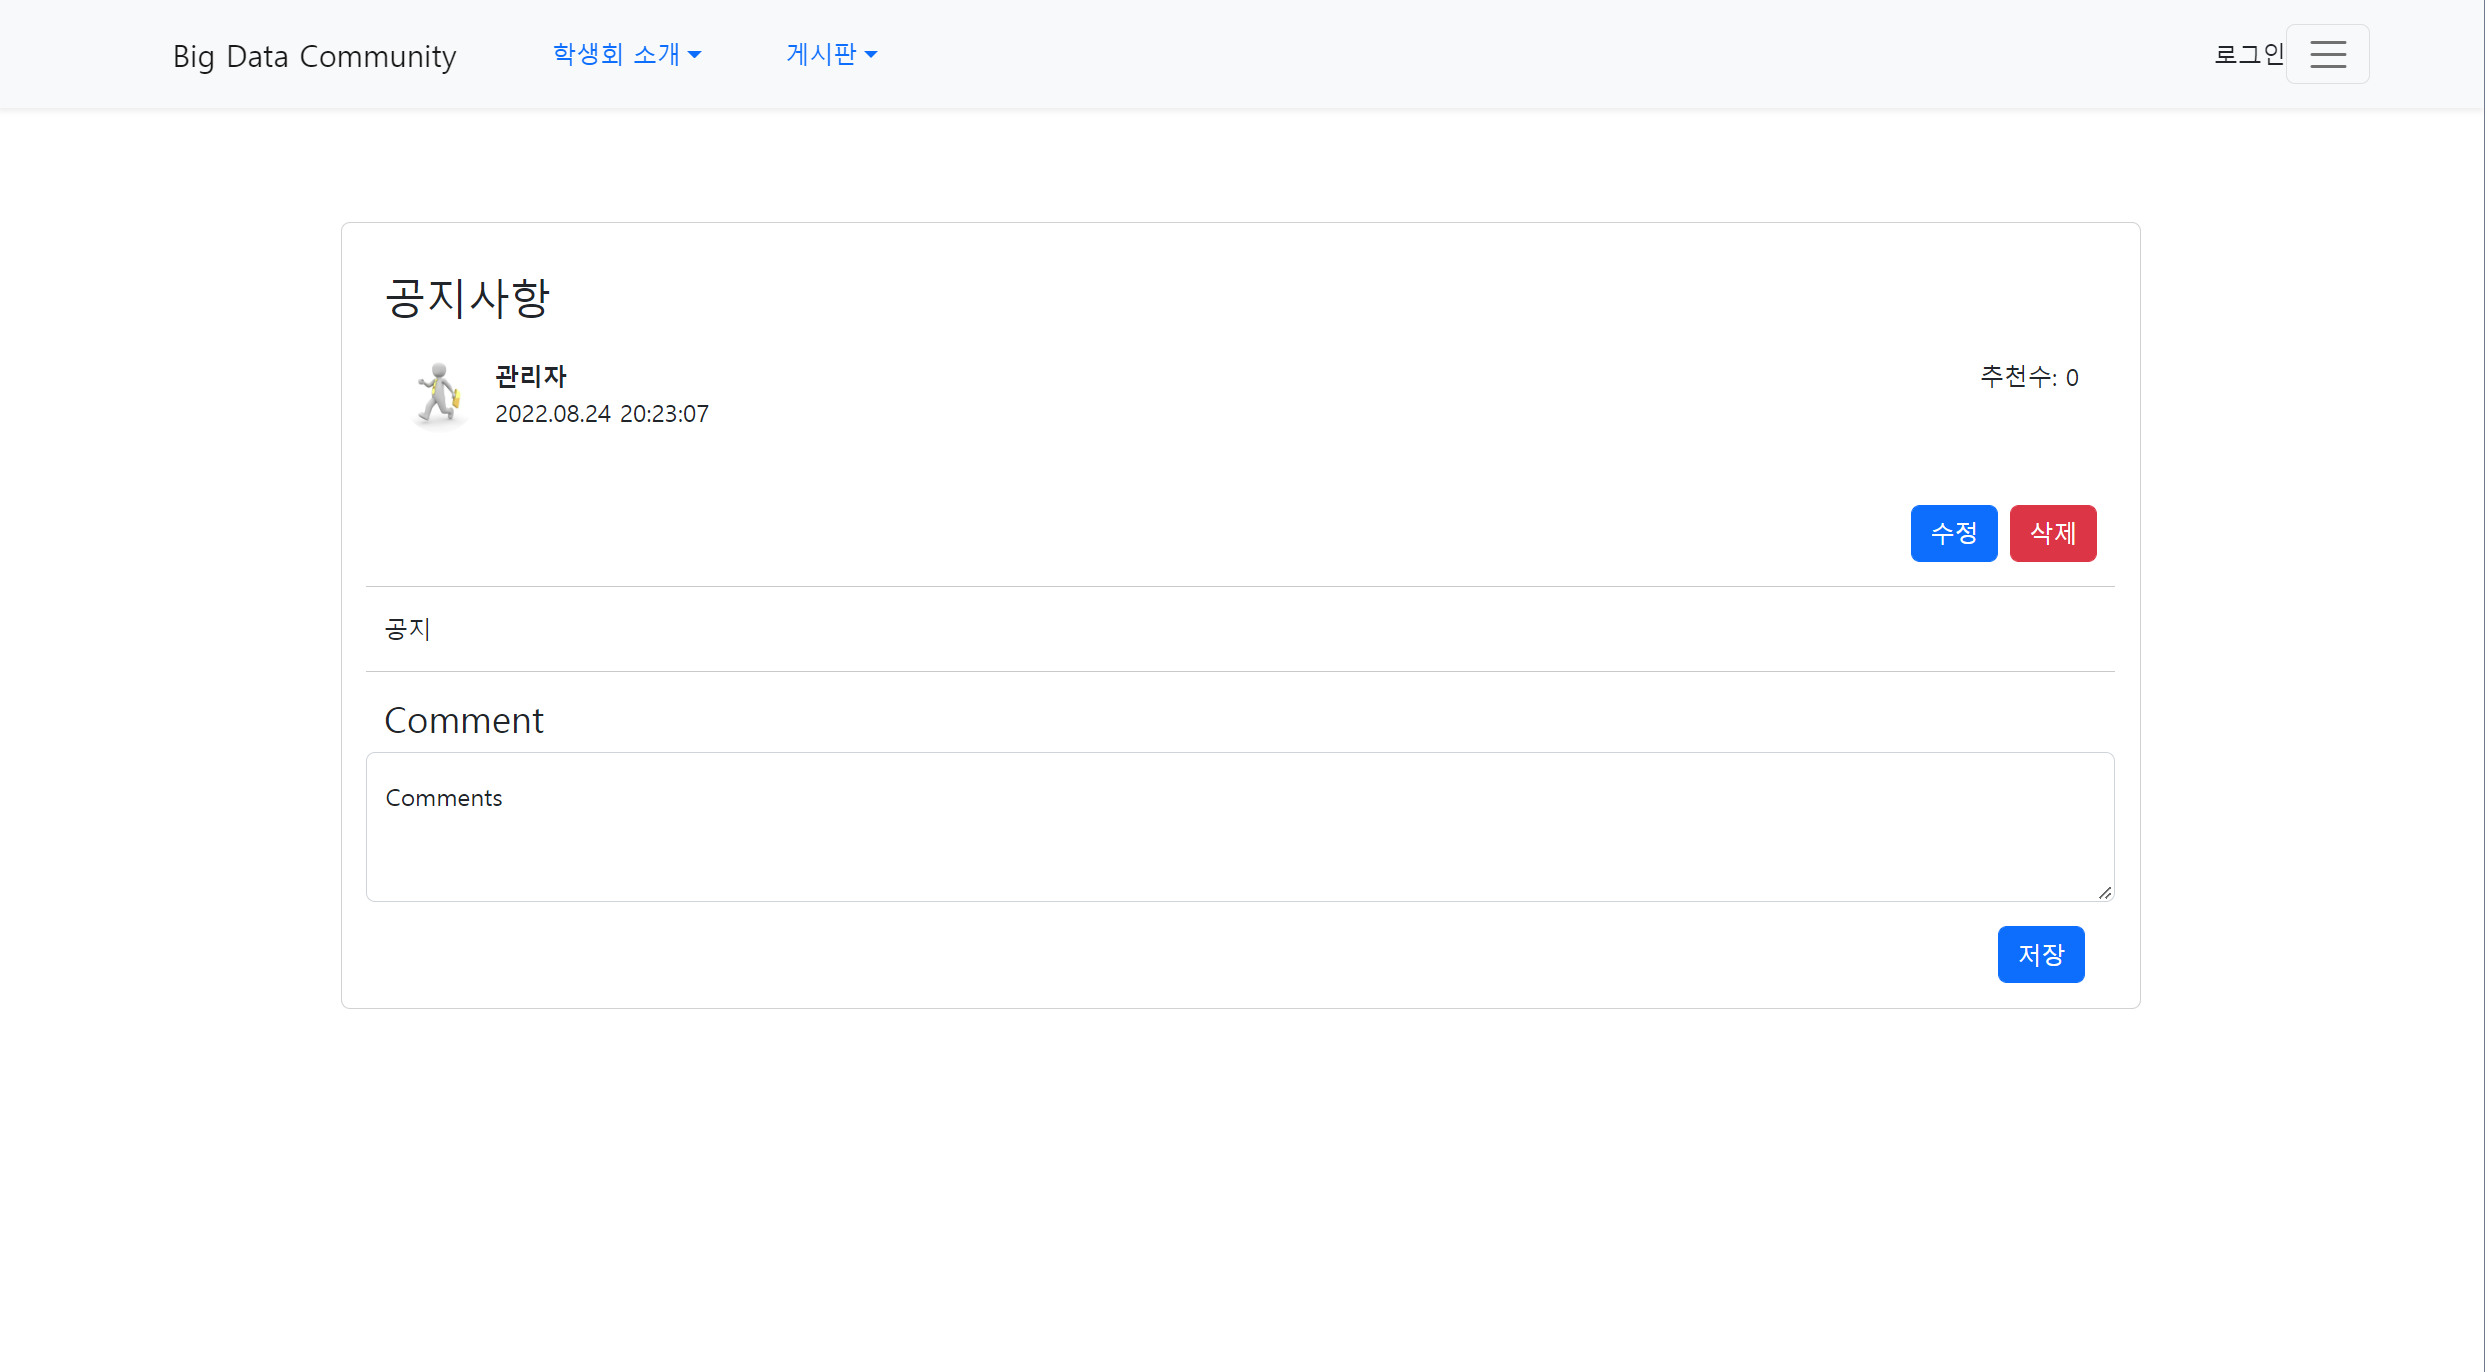 Big Data Community 학생회 소개 게시판 로그인
공지사항
관리자 추천수: 0
2022.08.24 20:23:07
수정 삭제
공지
Comment
Comments
저장